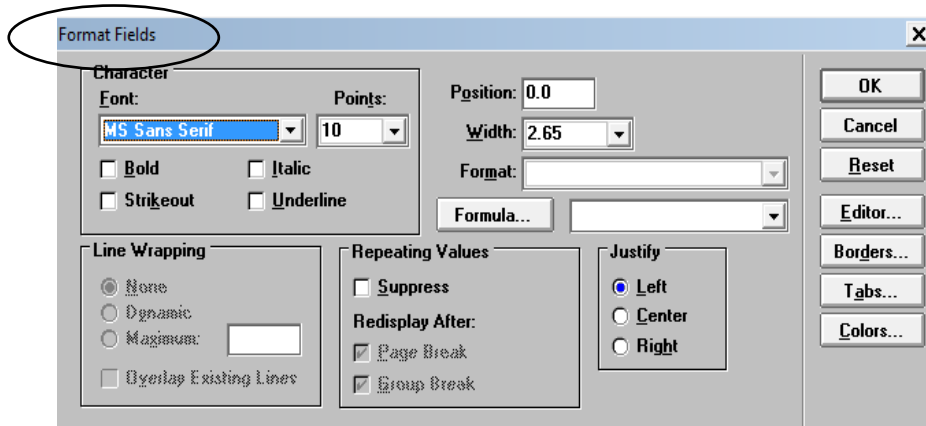 Format Fields
Character
Font:
Points:
MS Sans Serif
10
Bold
Italic
Strikeout
Underline
Position: 0.0
Width: 2.65
Format:
Formula...
OK
Cancel
Reset
Editor...
Borders...
Tabs...
Colors...
Line Wrapping
None
Dynamic
Maximum:
Overlay Existing Lines
Repeating Values
Suppress
Redisplay After:
Page Break
Group Break
Justify
Left
Center
Right